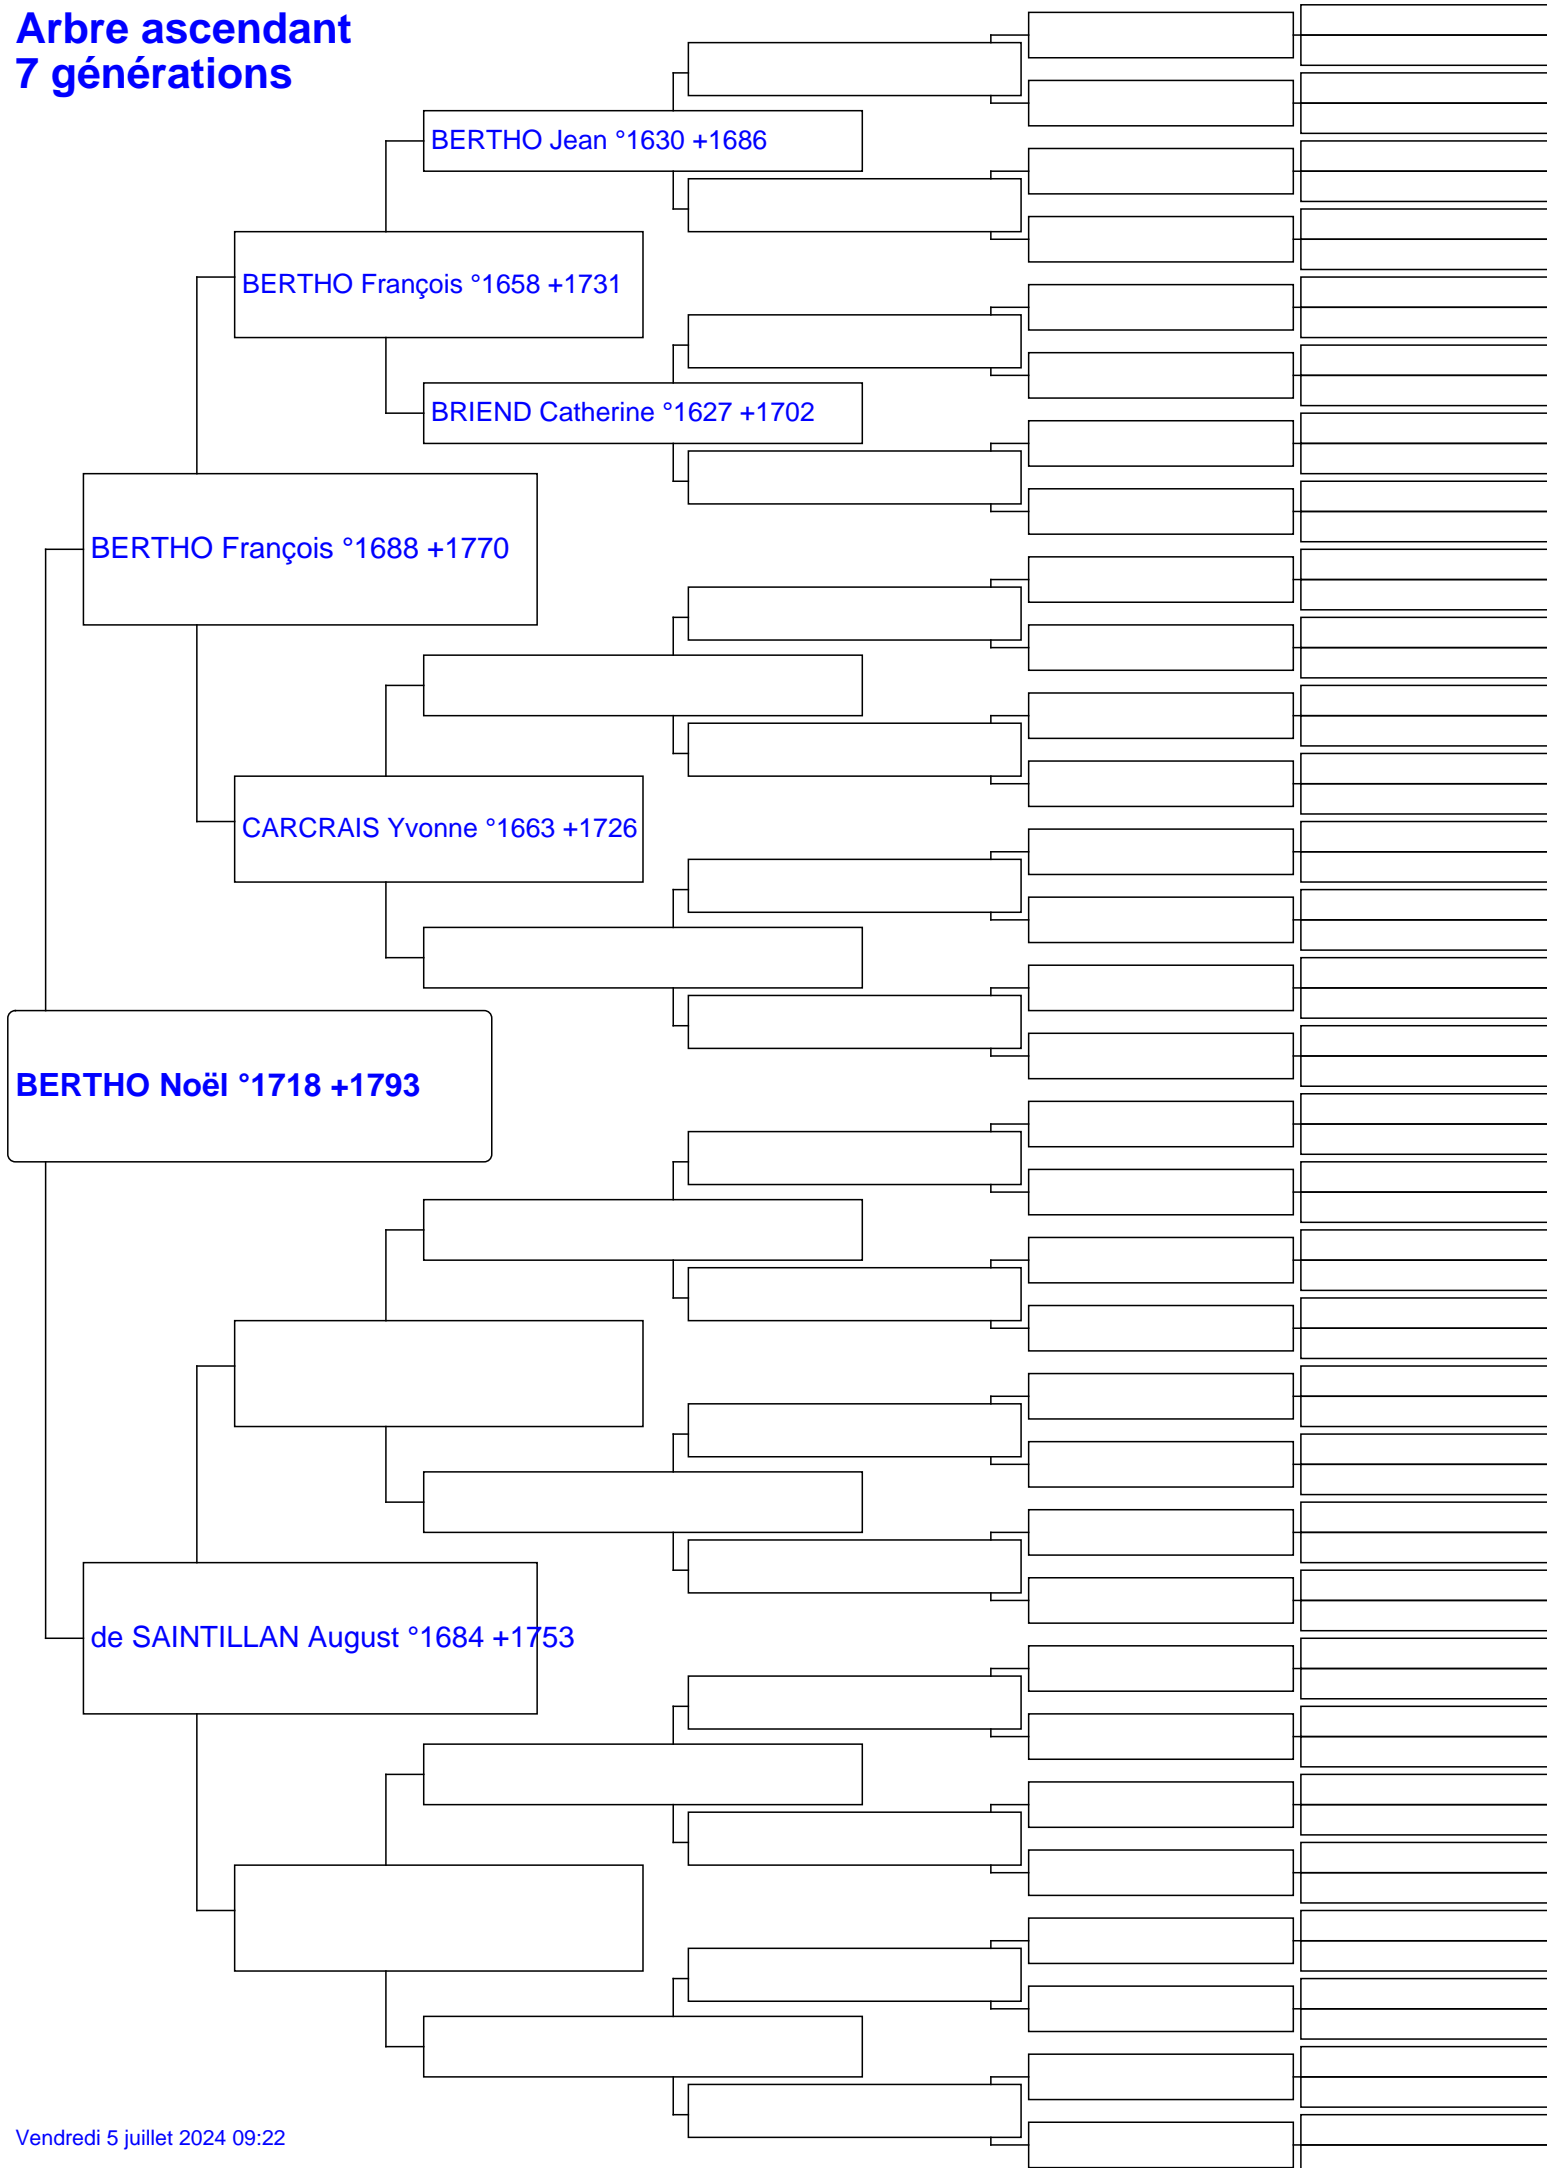 Arbre ascendant
7 générations
BERTHO Jean °1630 +1686
BERTHO François °1658 +1731
BRIEND Catherine °1627 +1702
BERTHO François °1688 +1770
CARCRAIS Yvonne °1663 +1726
BERTHO Noël °1718 +1793
de SAINTILLAN August °1684 +1753
Vendredi 5 juillet 2024 09:22